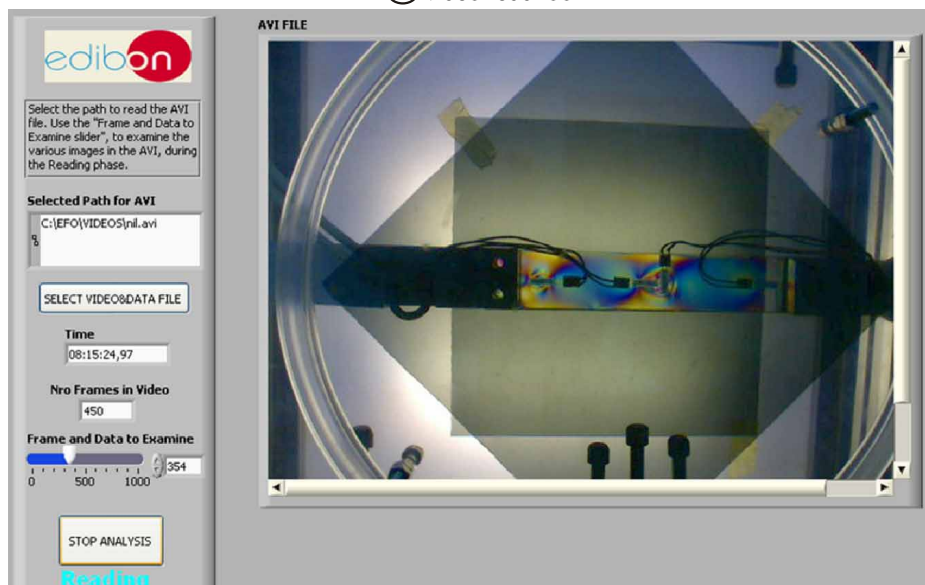 AVI FILE
edibon
Select the path to read the AVI
file. Use the "Frame and Data to
Examine slider", to examine the
various images in the AVI, during
the Reading phase.
Selected Path for AVI
C:\EFO\VIDEOS\nil.avi
SELECT VIDEO&DATA FILE
Time
08:15:24,97
Nro Frames in Video
450
Frame and Data to Examine
354
0 500 1000
STOP ANALYSIS
Reading